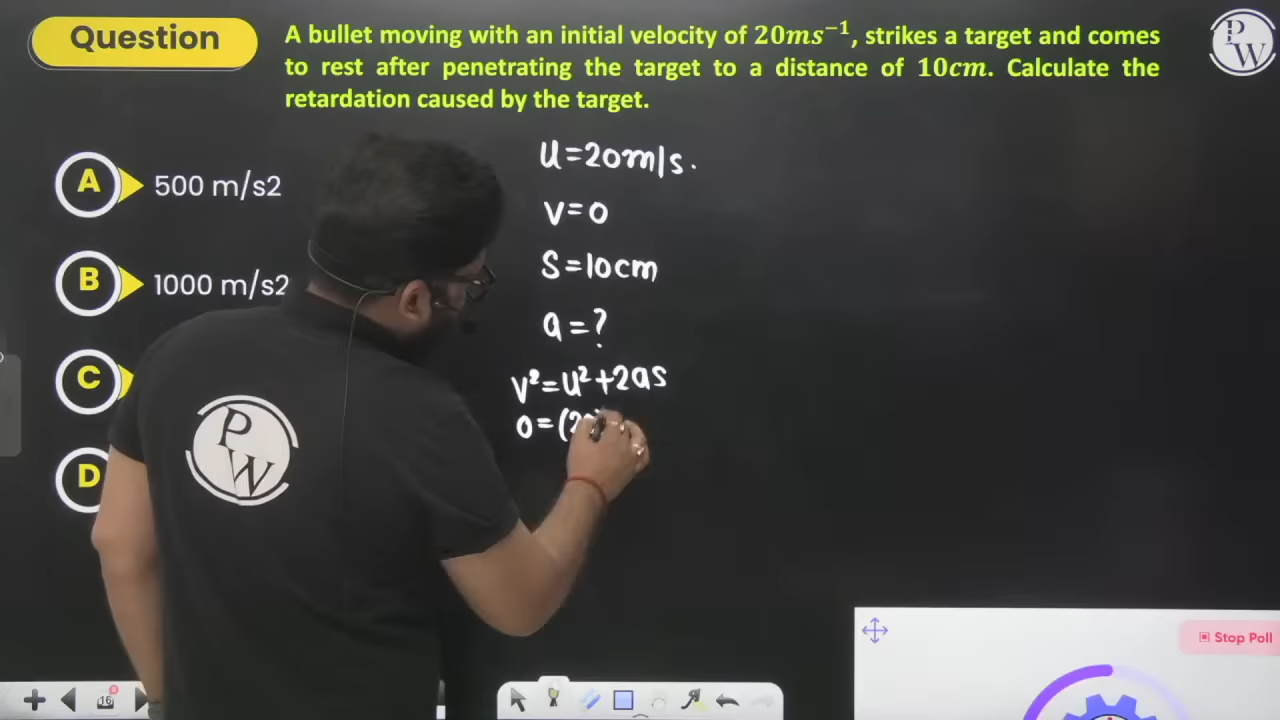 Question
A bullet moving with an initial velocity of 20ms⁻¹, strikes a target and comes
to rest after penetrating the target to a distance of 10cm. Calculate the
retardation caused by the target.
P
W
A
500 m/s2
B
1000 m/s2
C
D
u=20m/s.
v=0
S=10cm
a=?
v²=u²+2as
0=(2
P
W
16
Stop Poll